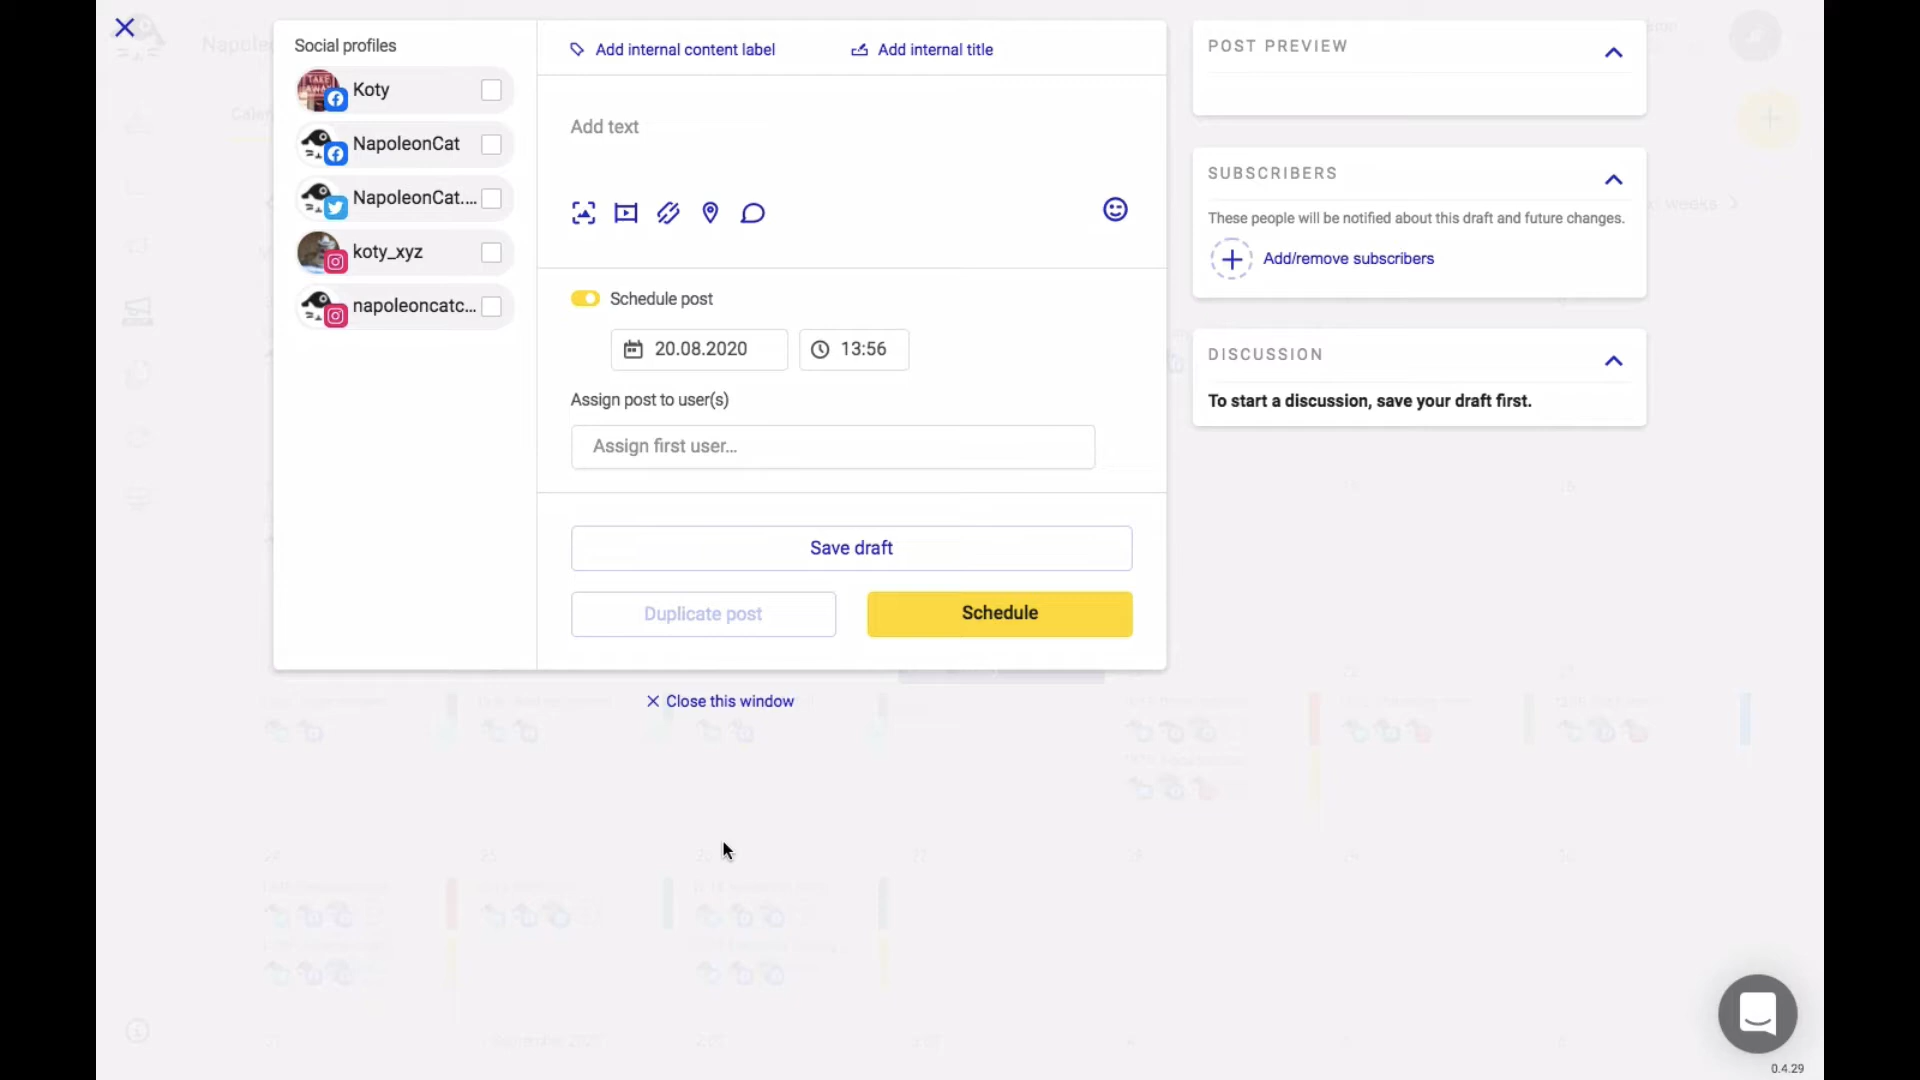 Social profiles
Koty
NapoleonCat
NapoleonCat....
koty_xyz
napoleoncatc...
Add internal content label
Add internal title
Add text
Schedule post
20.08.2020
13:56
Assign post to user(s)
Assign first user...
Save draft
Duplicate post
Schedule
Close this window
POST PREVIEW
SUBSCRIBERS
These people will be notified about this draft and future changes.
Add/remove subscribers
DISCUSSION
To start a discussion, save your draft first.
0.4.29